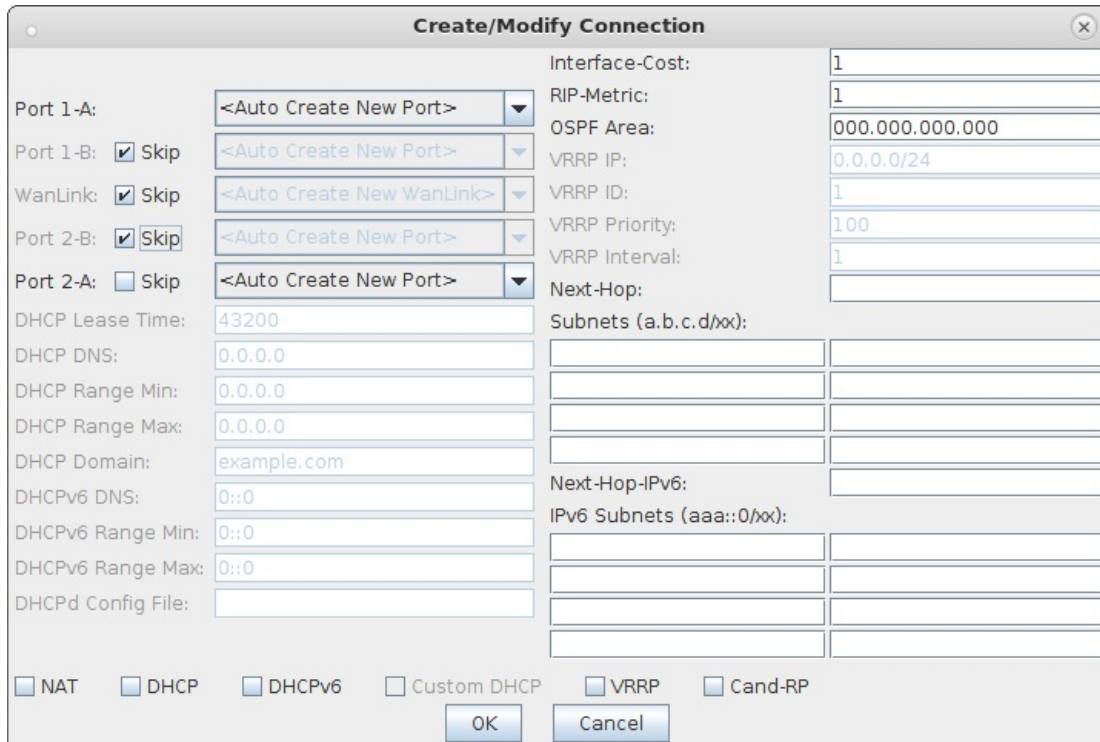 Create/Modify Connection
Port 1-A: <Auto Create New Port>
Port 1-B: Skip <Auto Create New Port>
WanLink: Skip <Auto Create New WanLink>
Port 2-B: Skip <Auto Create New Port>
Port 2-A: Skip <Auto Create New Port>
DHCP Lease Time: 43200
DHCP DNS: 0.0.0.0
DHCP Range Min: 0.0.0.0
DHCP Range Max: 0.0.0.0
DHCP Domain: example.com
DHCPv6 DNS: 0::0
DHCPv6 Range Min: 0::0
DHCPv6 Range Max: 0::0
DHCPd Config File:
Interface-Cost: 1
RIP-Metric: 1
OSPF Area: 000.000.000.000
VRRP IP: 0.0.0.0/24
VRRP ID: 1
VRRP Priority: 100
VRRP Interval: 1
Next-Hop:
Subnets (a.b.c.d/xx):
Next-Hop-IPv6:
IPv6 Subnets (aaa::0/xx):
NAT DHCP DHCPv6 Custom DHCP VRRP Cand-RP
OK Cancel